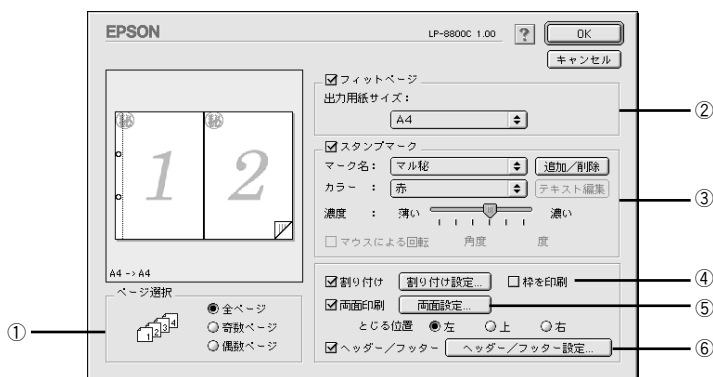 EPSON
LP-8800C 1.00
?
OK
キャンセル
フィットページ
出力用紙サイズ：
A4
②
スタンプマーク
マーク名： マル秘 追加／削除
カラー ： 赤 テキスト編集
③
濃度 ： 薄い 濃い
マウスによる回転 角度 度
㊙ ㊙
1 2
A4 -> A4
割り付け 割り付け設定... 枠を印刷
④
両面印刷 両面設定...
⑤
とじる位置 左 上 右
ヘッダー／フッター ヘッダー／フッター設定...
⑥
ページ選択
①
1 2 3 4
全ページ
奇数ページ
偶数ページ